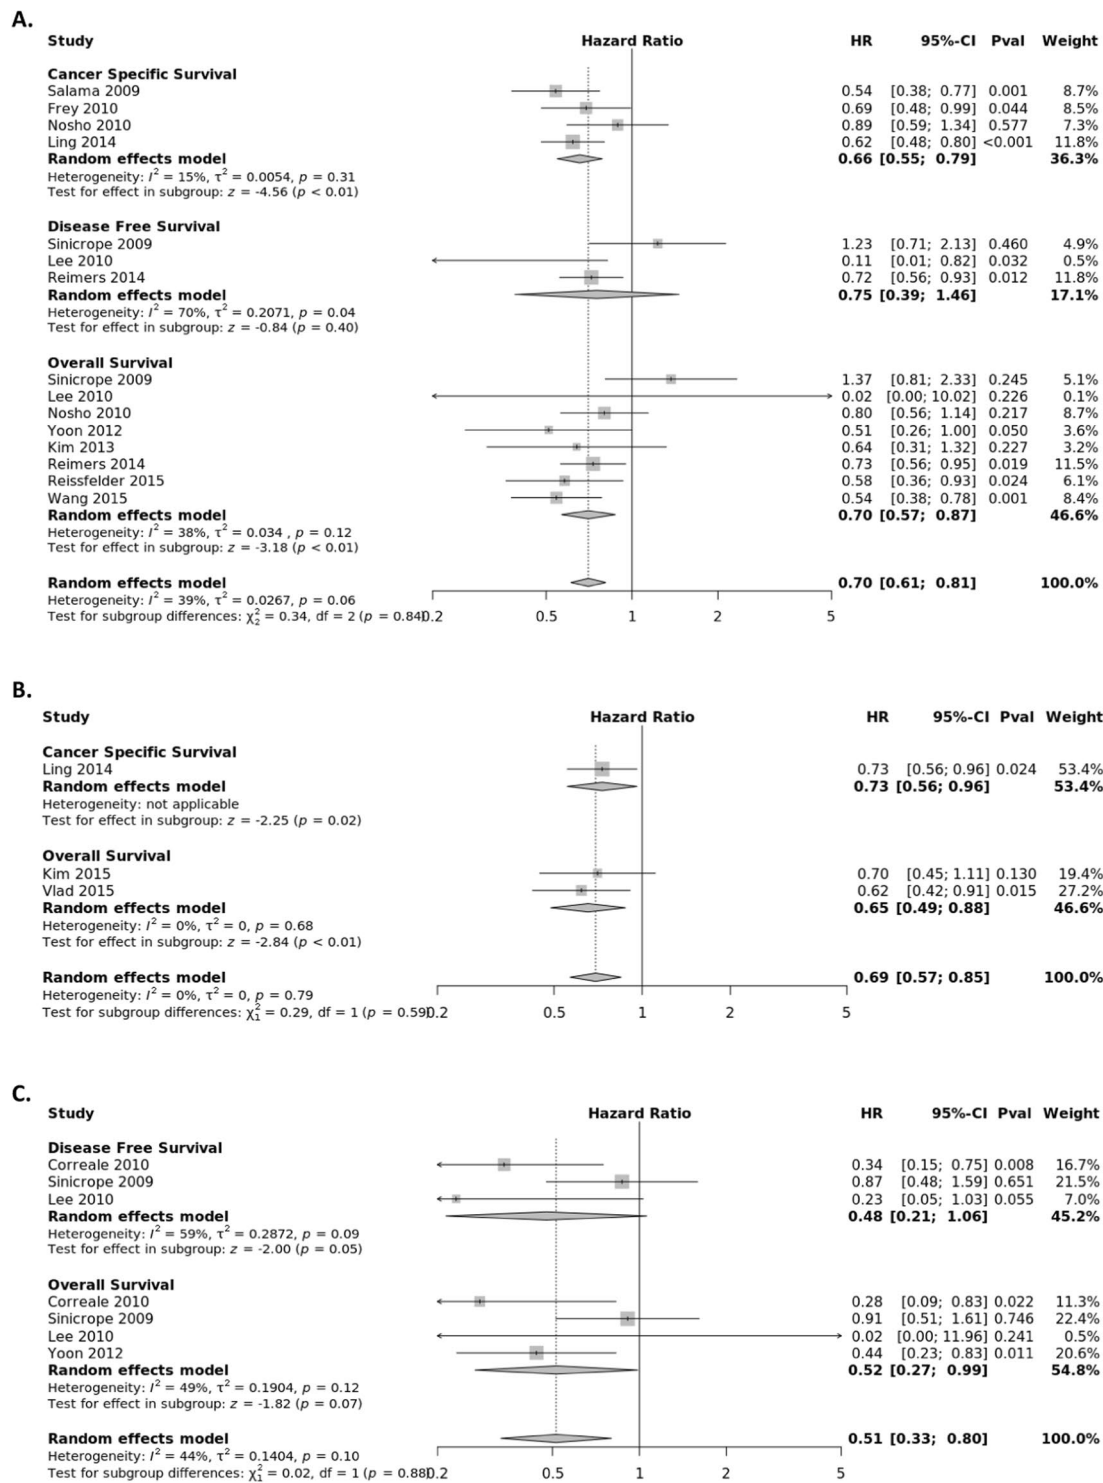 A.
Study Hazard Ratio HR 95%-CI Pval Weight
Cancer Specific Survival
Salama 2009 0.54 [0.38; 0.77] 0.001 8.7%
Frey 2010 0.69 [0.48; 0.99] 0.044 8.5%
Nosho 2010 0.89 [0.59; 1.34] 0.577 7.3%
Ling 2014 0.62 [0.48; 0.80] <0.001 11.8%
Random effects model 0.66 [0.55; 0.79] 36.3%
Heterogeneity: I² = 15%, τ² = 0.0054, p = 0.31
Test for effect in subgroup: z = -4.56 (p < 0.01)
Disease Free Survival
Sinicrope 2009 1.23 [0.71; 2.13] 0.460 4.9%
Lee 2010 0.11 [0.01; 0.82] 0.032 0.5%
Reimers 2014 0.72 [0.56; 0.93] 0.012 11.8%
Random effects model 0.75 [0.39; 1.46] 17.1%
Heterogeneity: I² = 70%, τ² = 0.2071, p = 0.04
Test for effect in subgroup: z = -0.84 (p = 0.40)
Overall Survival
Sinicrope 2009 1.37 [0.81; 2.33] 0.245 5.1%
Lee 2010 0.02 [0.00; 10.02] 0.226 0.1%
Nosho 2010 0.80 [0.56; 1.14] 0.217 8.7%
Yoon 2012 0.51 [0.26; 1.00] 0.050 3.6%
Kim 2013 0.64 [0.31; 1.32] 0.227 3.2%
Reimers 2014 0.73 [0.56; 0.95] 0.019 11.5%
Reissfelder 2015 0.58 [0.36; 0.93] 0.024 6.1%
Wang 2015 0.54 [0.38; 0.78] 0.001 8.4%
Random effects model 0.70 [0.57; 0.87] 46.6%
Heterogeneity: I² = 38%, τ² = 0.034 , p = 0.12
Test for effect in subgroup: z = -3.18 (p < 0.01)
Random effects model 0.70 [0.61; 0.81] 100.0%
Heterogeneity: I² = 39%, τ² = 0.0267, p = 0.06
Test for subgroup differences: χ²₂ = 0.34, df = 2 (p = 0.84) 0.2 0.5 1 2 5
B.
Study Hazard Ratio HR 95%-CI Pval Weight
Cancer Specific Survival
Ling 2014 0.73 [0.56; 0.96] 0.024 53.4%
Random effects model 0.73 [0.56; 0.96] 53.4%
Heterogeneity: not applicable
Test for effect in subgroup: z = -2.25 (p = 0.02)
Overall Survival
Kim 2015 0.70 [0.45; 1.11] 0.130 19.4%
Vlad 2015 0.62 [0.42; 0.91] 0.015 27.2%
Random effects model 0.65 [0.49; 0.88] 46.6%
Heterogeneity: I² = 0%, τ² = 0, p = 0.68
Test for effect in subgroup: z = -2.84 (p < 0.01)
Random effects model 0.69 [0.57; 0.85] 100.0%
Heterogeneity: I² = 0%, τ² = 0, p = 0.79
Test for subgroup differences: χ²₁ = 0.29, df = 1 (p = 0.59) 0.2 0.5 1 2 5
C.
Study Hazard Ratio HR 95%-CI Pval Weight
Disease Free Survival
Correale 2010 0.34 [0.15; 0.75] 0.008 16.7%
Sinicrope 2009 0.87 [0.48; 1.59] 0.651 21.5%
Lee 2010 0.23 [0.05; 1.03] 0.055 7.0%
Random effects model 0.48 [0.21; 1.06] 45.2%
Heterogeneity: I² = 59%, τ² = 0.2872, p = 0.09
Test for effect in subgroup: z = -2.00 (p = 0.05)
Overall Survival
Correale 2010 0.28 [0.09; 0.83] 0.022 11.3%
Sinicrope 2009 0.91 [0.51; 1.61] 0.746 22.4%
Lee 2010 0.02 [0.00; 11.96] 0.241 0.5%
Yoon 2012 0.44 [0.23; 0.83] 0.011 20.6%
Random effects model 0.52 [0.27; 0.99] 54.8%
Heterogeneity: I² = 49%, τ² = 0.1904, p = 0.12
Test for effect in subgroup: z = -1.82 (p = 0.07)
Random effects model 0.51 [0.33; 0.80] 100.0%
Heterogeneity: I² = 44%, τ² = 0.1404, p = 0.10
Test for subgroup differences: χ²₁ = 0.02, df = 1 (p = 0.88) 0.2 0.5 1 2 5